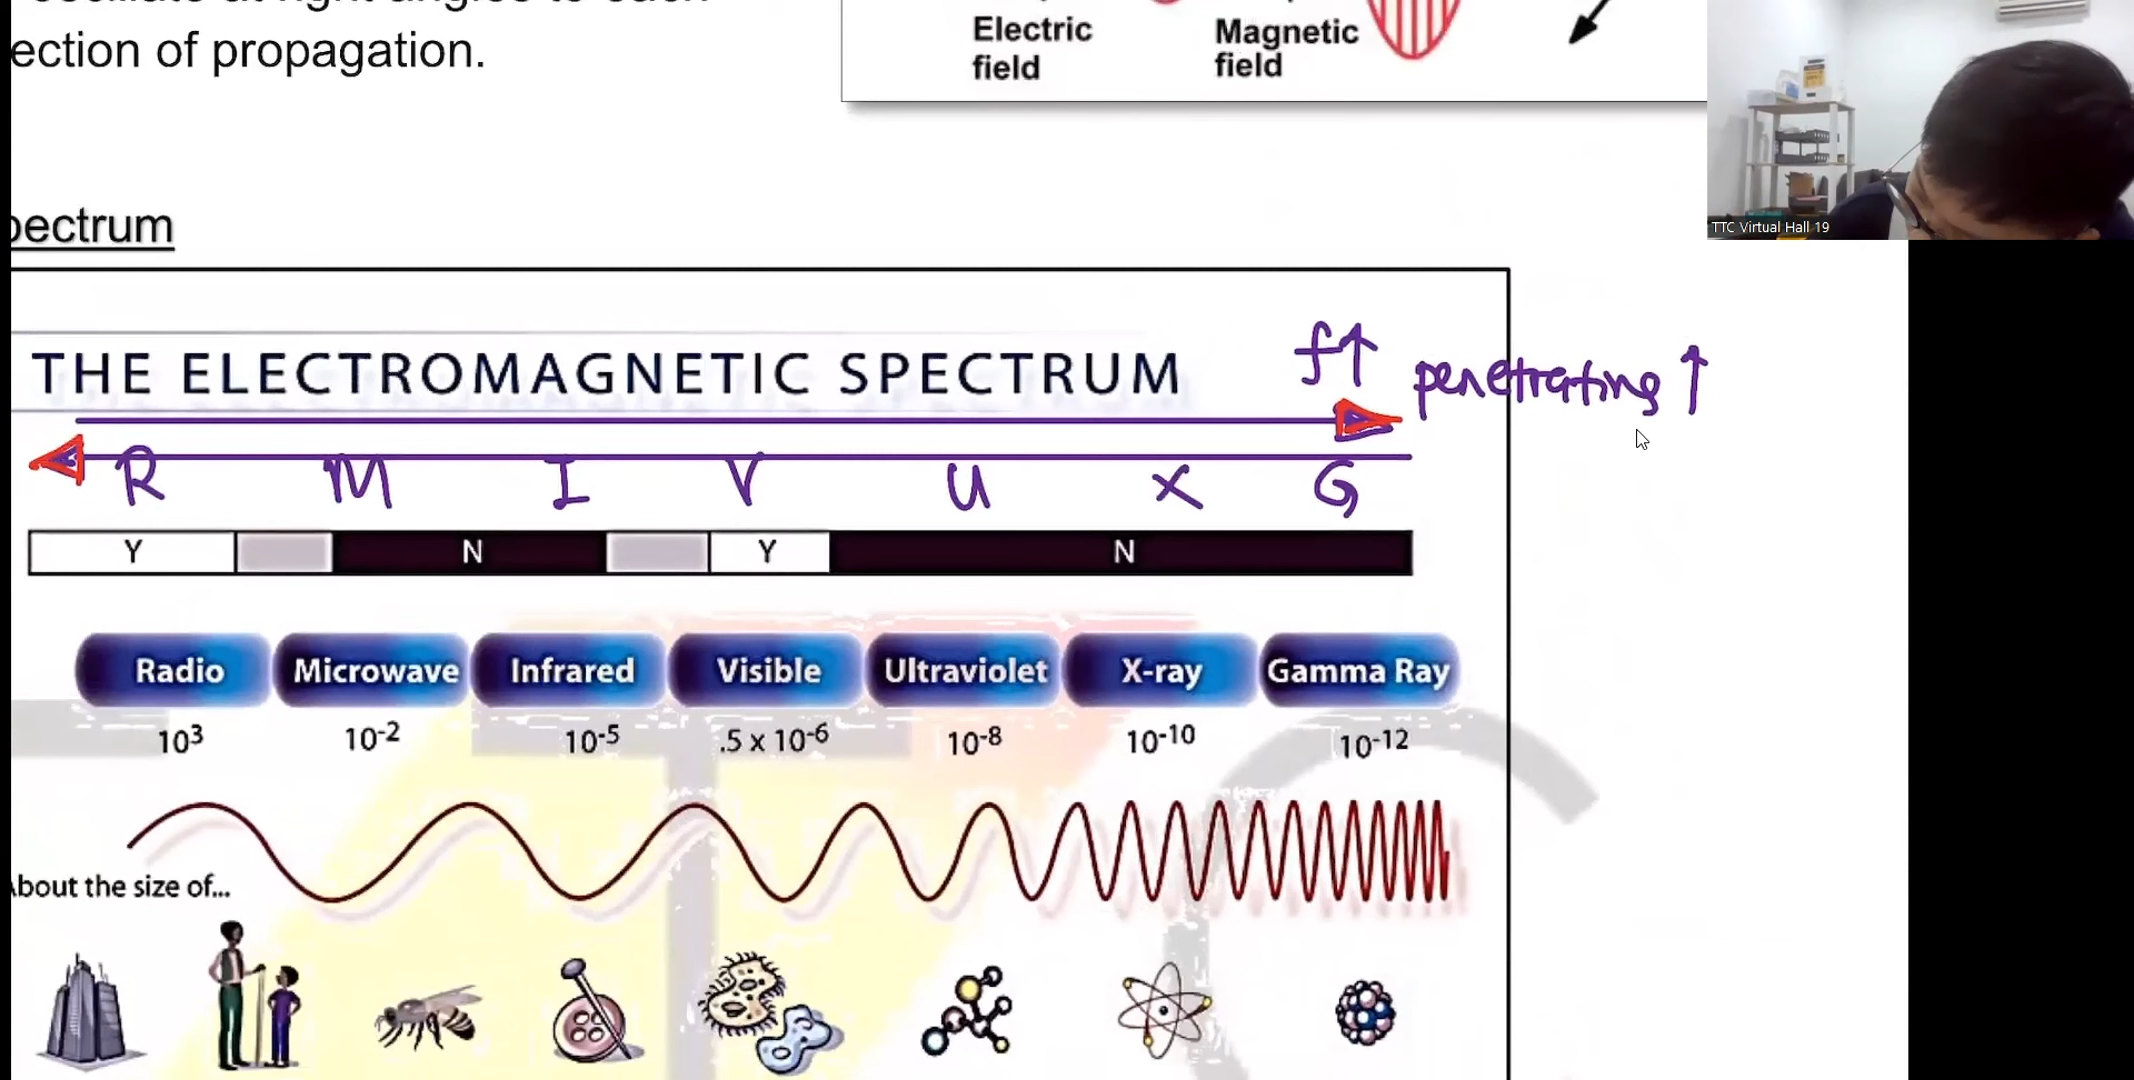 ection of propagation.
Electric
field
Magnetic
field
TTC Virtual Hall 19
pectrum
THE ELECTROMAGNETIC SPECTRUM
f↑ penetrating ↑
R M I V U X G
Y N Y N
Radio Microwave Infrared Visible Ultraviolet X-ray Gamma Ray
10³ 10⁻² 10⁻⁵ .5 x 10⁻⁶ 10⁻⁸ 10⁻¹⁰ 10⁻¹²
bout the size of...